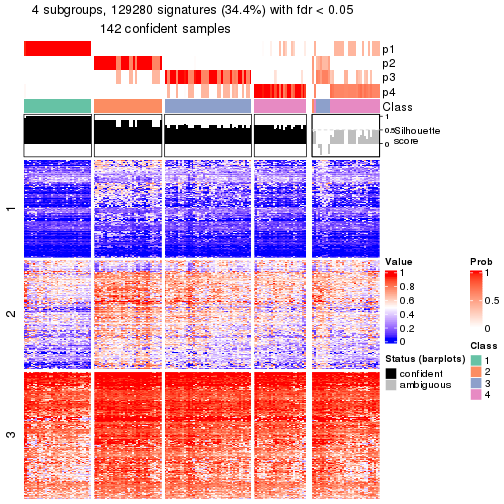 4 subgroups, 129280 signatures (34.4%) with fdr < 0.05
142 confident samples
p1
p2
p3
p4
Class
1
0.5
0
Silhouette
score
1
2
3
Value
1
0.8
0.6
0.4
0.2
0
Status (barplots)
confident
ambiguous
Prob
1
0.5
0
Class
1
2
3
4